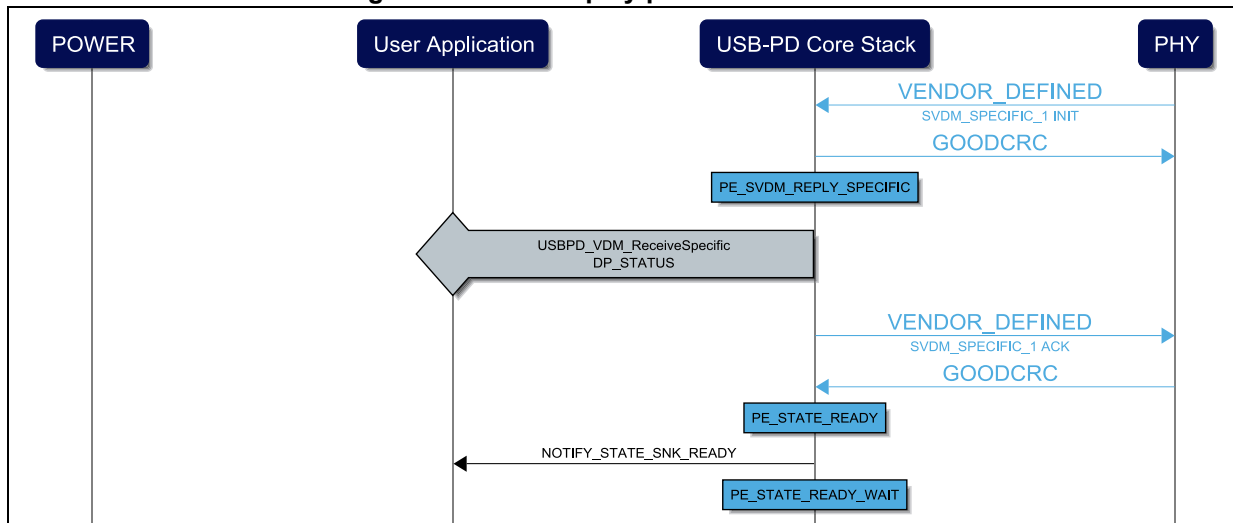 POWER
User Application
USB-PD Core Stack
PHY
VENDOR_DEFINED
SVDM_SPECIFIC_1 INIT
GOODCRC
PE_SVDM_REPLY_SPECIFIC
USBPD_VDM_ReceiveSpecific
DP_STATUS
VENDOR_DEFINED
SVDM_SPECIFIC_1 ACK
GOODCRC
PE_STATE_READY
NOTIFY_STATE_SNK_READY
PE_STATE_READY_WAIT